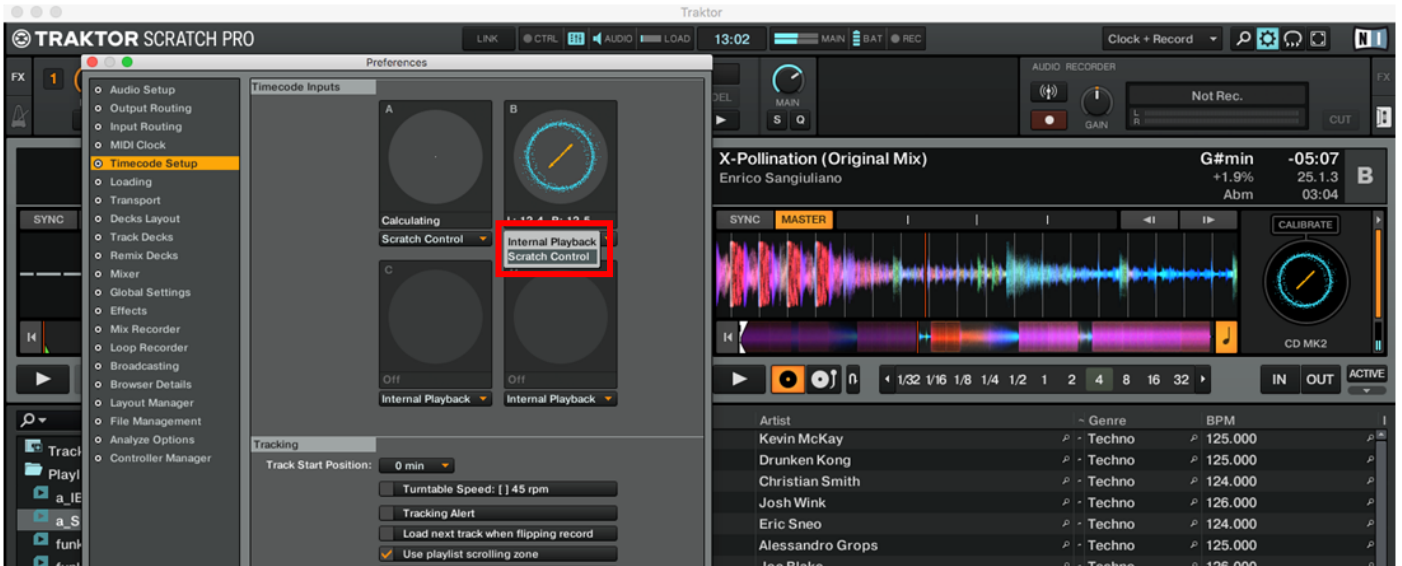 Traktor
TRAKTOR SCRATCH PRO
LINK CTRL AUDIO LOAD 13:02 MAIN BAT REC Clock + Record
Preferences
FX 1
Audio Setup
Output Routing
Input Routing
MIDI Clock
Timecode Setup
Loading
Transport
Decks Layout
Track Decks
Remix Decks
Mixer
Global Settings
Effects
Mix Recorder
Loop Recorder
Broadcasting
Browser Details
Layout Manager
File Management
Analyze Options
Controller Manager
Timecode Inputs
A B
Calculating
Scratch Control
Internal Playback
Scratch Control
C
Off Off
Internal Playback Internal Playback
Tracking
Track Start Position: 0 min
Turntable Speed: [ ] 45 rpm
Tracking Alert
Load next track when flipping record
Use playlist scrolling zone
MAIN
S Q
AUDIO RECORDER
GAIN
L
R
Not Rec.
CUT
FX
X-Pollination (Original Mix) G#min -05:07
Enrico Sangiuliano +1.9% 25.1.3 B
Abm 03:04
SYNC
SYNC MASTER
CALIBRATE
CD MK2
1/32 1/16 1/8 1/4 1/2 1 2 4 8 16 32
IN OUT ACTIVE
Artist Genre BPM
Kevin McKay Techno 125.000
Drunken Kong Techno 125.000
Christian Smith Techno 124.000
Josh Wink Techno 126.000
Eric Sneo Techno 124.000
Alessandro Grops Techno 125.000